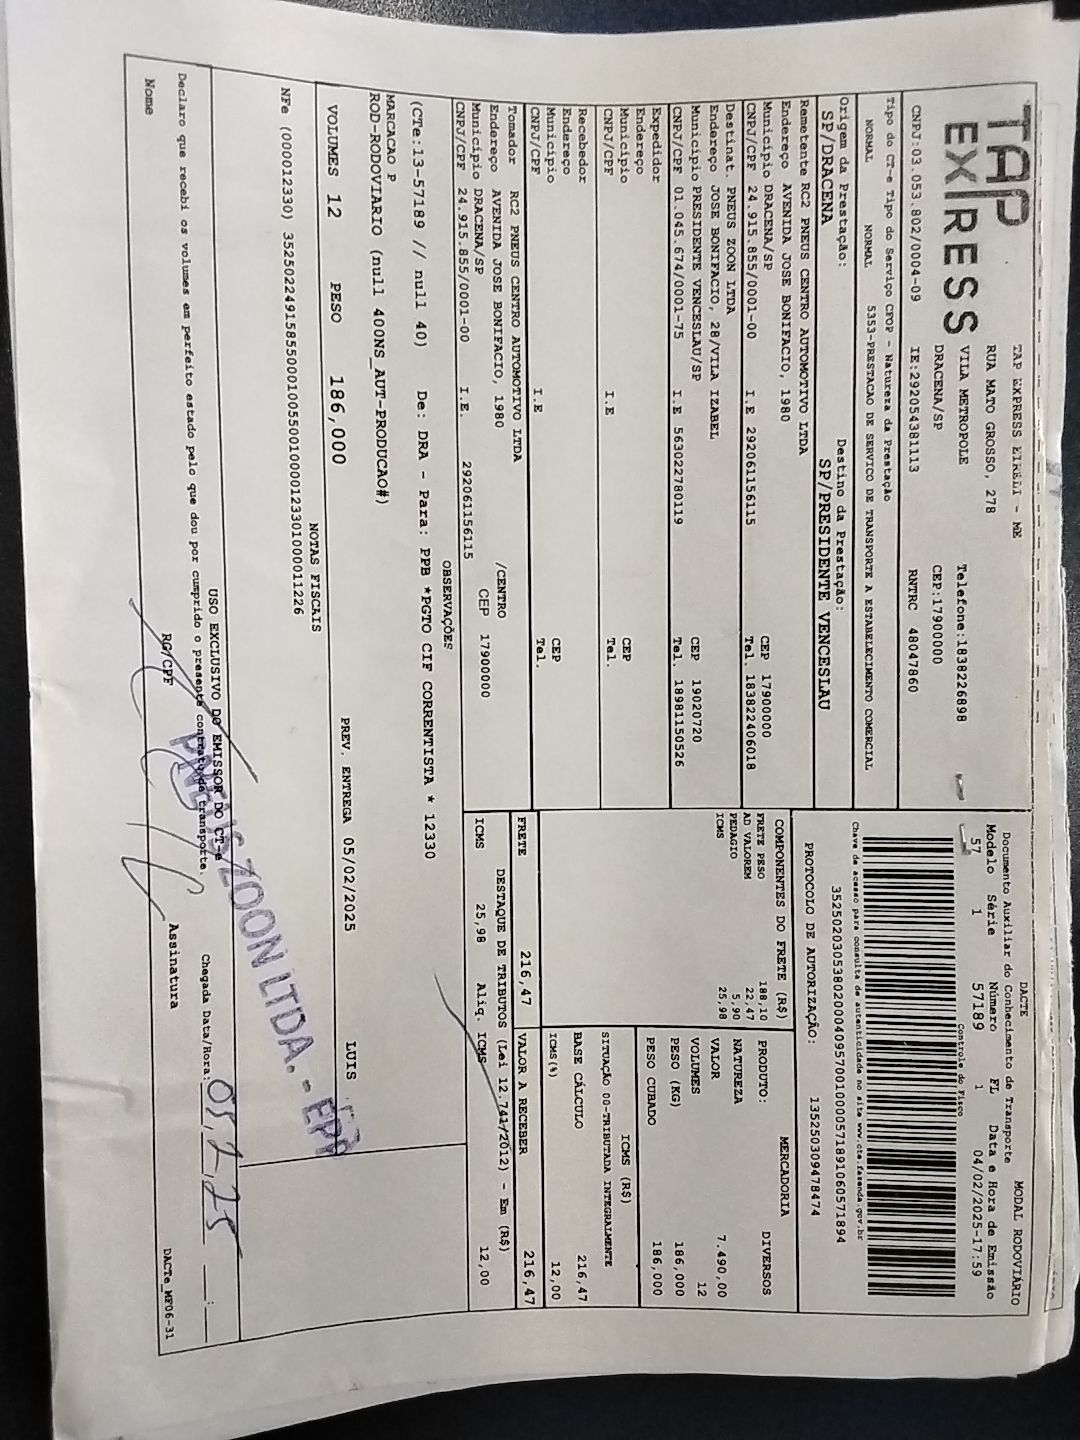 TAP
EXPRESS
TAP EXPRESS EIRELI - ME
RUA MATO GROSSO, 278
VILA METROPOLE
DRACENA/SP
Telefone:1838226898
CEP:17900000
CNPJ:03.053.802/0004-09 IE:292054381113 RNTRC 48047860
DACTE MODAL RODOVIÁRIO
Documento Auxiliar do Conhecimento de Transporte
Modelo Série Número FL Data e Hora de Emissão
57 1 57189 1 04/02/2025-17:59
Controle do Fisco
Chave de acesso para consulta de autenticidade no site www.cte.fazenda.gov.br
35250203053802000409570010000571891060571894
PROTOCOLO DE AUTORIZAÇÃO: 135250309478474
Tipo do CT-e Tipo do Serviço CFOP - Natureza da Prestação
NORMAL NORMAL 5353-PRESTACAO DE SERVICO DE TRANSPORTE A ESTABELECIMENTO COMERCIAL
Origem da Prestação: Destino da Prestação:
SP/DRACENA SP/PRESIDENTE VENCESLAU
Remetente RC2 PNEUS CENTRO AUTOMOTIVO LTDA
Endereço AVENIDA JOSE BONIFACIO, 1980
Município DRACENA/SP CEP 17900000
CNPJ/CPF 24.915.855/0001-00 I.E 292061156115 Tel. 183822406018
Destinat. PNEUS ZOON LTDA
Endereço JOSE BONIFACIO, 28/VILA IZABEL
Município PRESIDENTE VENCESLAU/SP CEP 19020720
CNPJ/CPF 01.045.674/0001-75 I.E 563022780119 Tel. 18981150526
Expedidor
Endereço
Município CEP
CNPJ/CPF I.E Tel.
Recebedor
Endereço
Município CEP
CNPJ/CPF I.E Tel.
Tomador RC2 PNEUS CENTRO AUTOMOTIVO LTDA
Endereço AVENIDA JOSE BONIFACIO, 1980 /CENTRO
Município DRACENA/SP CEP 17900000
CNPJ/CPF 24.915.855/0001-00 I.E. 292061156115
COMPONENTES DO FRETE (R$)
FRETE PESO 188,10
AD VALOREM 22,47
PEDAGIO 5,90
ICMS 25,98
MERCADORIA
PRODUTO: DIVERSOS
NATUREZA
VALOR 7.490,00
VOLUMES 12
PESO (KG) 186,000
PESO CUBADO 186,000
ICMS (R$)
SITUAÇÃO 00-TRIBUTADA INTEGRALMENTE
BASE CÁLCULO 216,47
ICMS(%) 12,00
FRETE 216,47 VALOR A RECEBER 216,47
DESTAQUE DE TRIBUTOS (Lei 12.741/2012) - Em (R$)
ICMS 25,98 Aliq. ICMS 12,00
OBSERVAÇÕES
(CTe:13-57189 // null 40) De: DRA - Para: PPB *PGTO CIF CORRENTISTA * 12330
MARCACAO P
ROD-RODOVIARIO (null 400NS_AUT-PRODUCAO#)
VOLUMES 12 PESO 186,000 PREV. ENTREGA 05/02/2025 LUIS
NOTAS FISCAIS
NFe (000012330) 35250224915855000100550010000123301000011226
USO EXCLUSIVO DO EMISSOR DO CT-e
PNEUS ZOON LTDA. - EPP
Declaro que recebi os volumes em perfeito estado pelo que dou por cumprido o presente contrato de transporte.
Chegada Data/Hora: 05,2,25 __:__
Nome RG/CPF Assinatura
DACTe_MF06-31